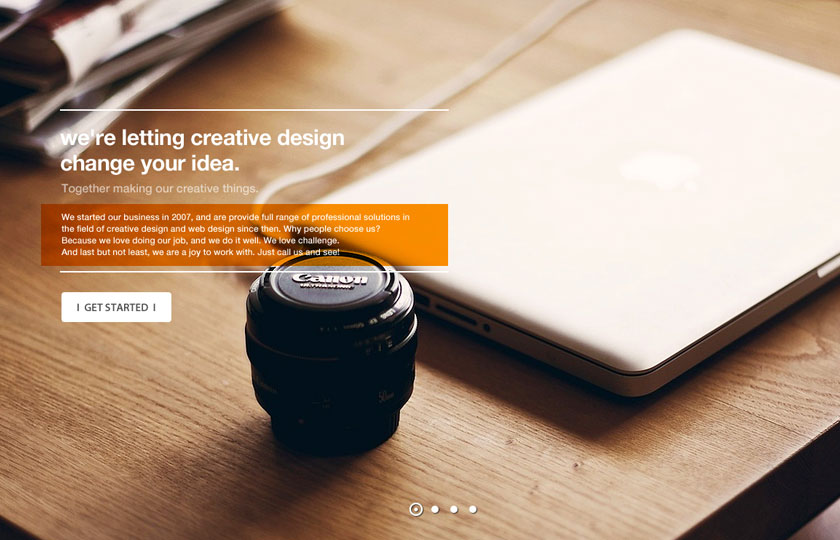 we're letting creative design
change your idea.
Together making our creative things.
We started our business in 2007, and are provide full range of professional solutions in
the field of creative design and web design since then. Why people choose us?
Because we love doing our job, and we do it well. We love challenge.
And last but not least, we are a joy to work with. Just call us and see!
Canon
ULTRASONIC
I GET STARTED I
50mm